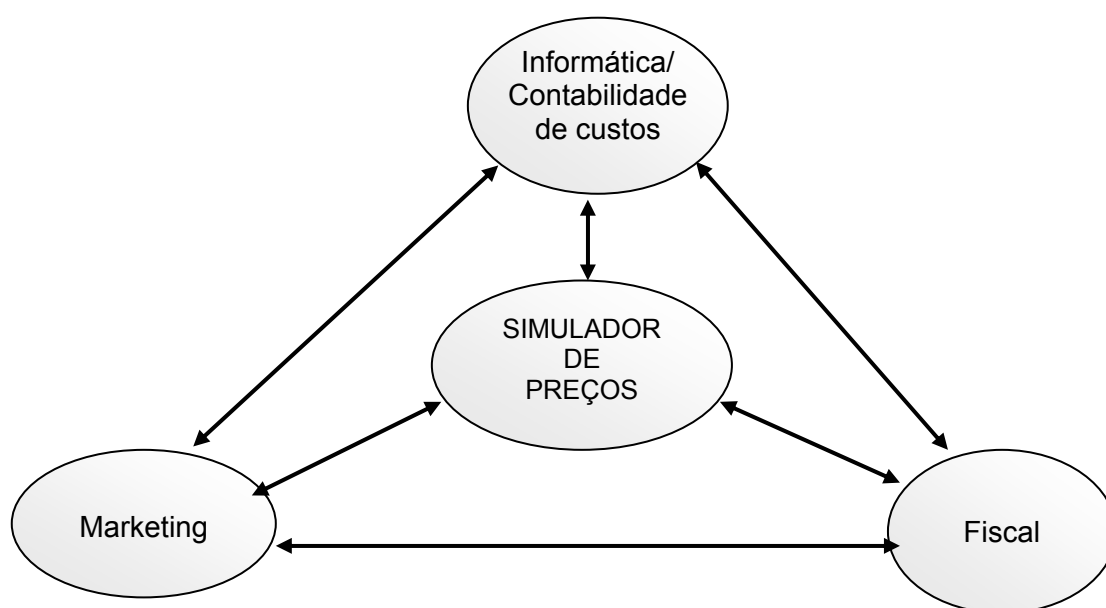 Informática/
Contabilidade
de custos
SIMULADOR
DE
PREÇOS
Marketing
Fiscal